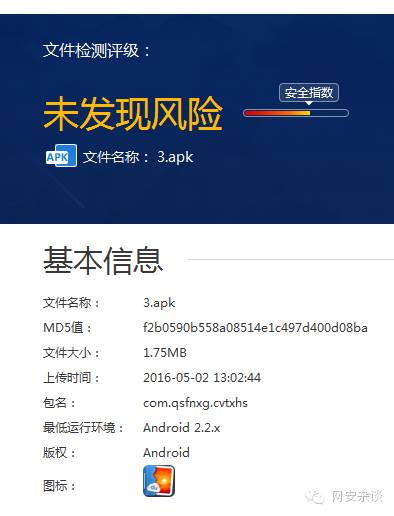 文件检测评级：
安全指数
未发现风险
APK 文件名称： 3.apk
基本信息
文件名称： 3.apk
MD5值： f2b0590b558a08514e1c497d400d08ba
文件大小： 1.75MB
上传时间： 2016-05-02 13:02:44
包名： com.qsfnxg.cvtxhs
最低运行环境： Android 2.2.x
版权： Android
图标：
网安杂谈